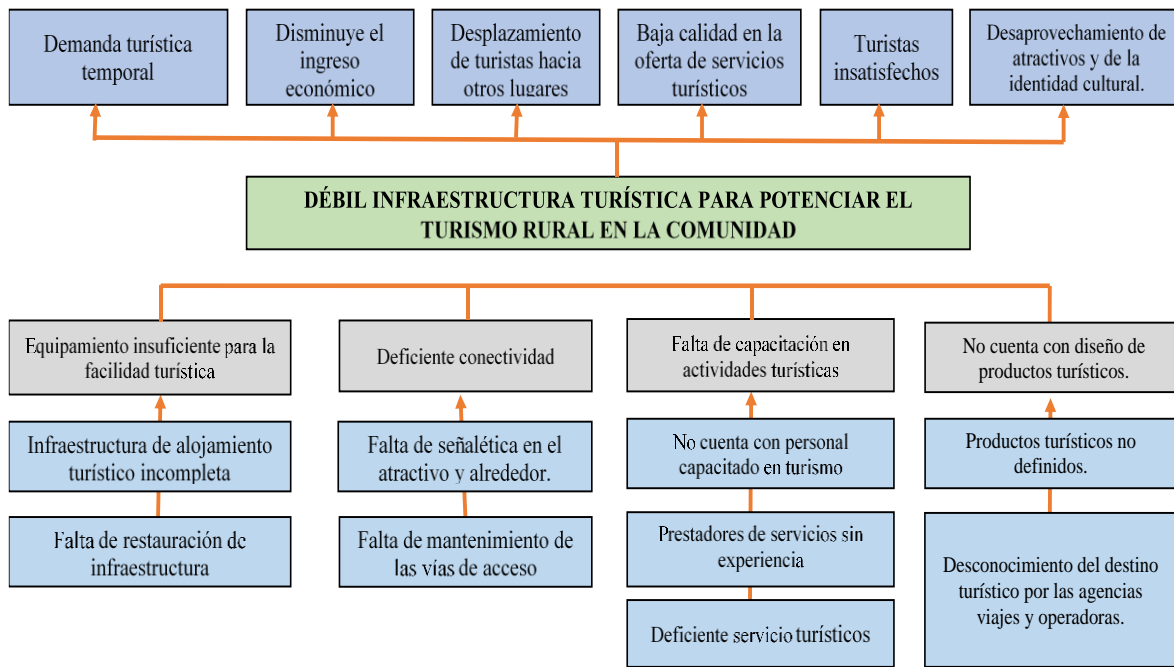 Demanda turística
temporal
Disminuye el
ingreso
económico
Desplazamiento
de turistas hacia
otros lugares
Baja calidad en la
oferta de servicios
turísticos
Turistas
insatisfechos
Desaprovechamiento de
atractivos y de la
identidad cultural.
DÉBIL INFRAESTRUCTURA TURÍSTICA PARA POTENCIAR EL
TURISMO RURAL EN LA COMUNIDAD
Equipamiento insuficiente para la
facilidad turística
Deficiente conectividad
Falta de capacitación en
actividades turísticas
No cuenta con diseño de
productos turísticos.
Infraestructura de alojamiento
turístico incompleta
Falta de señalética en el
atractivo y alrededor.
No cuenta con personal
capacitado en turismo
Productos turísticos no
definidos.
Falta de restauración de
infraestructura
Falta de mantenimiento de
las vías de acceso
Prestadores de servicios sin
experiencia
Desconocimiento del destino
turístico por las agencias
viajes y operadoras.
Deficiente servicio turísticos